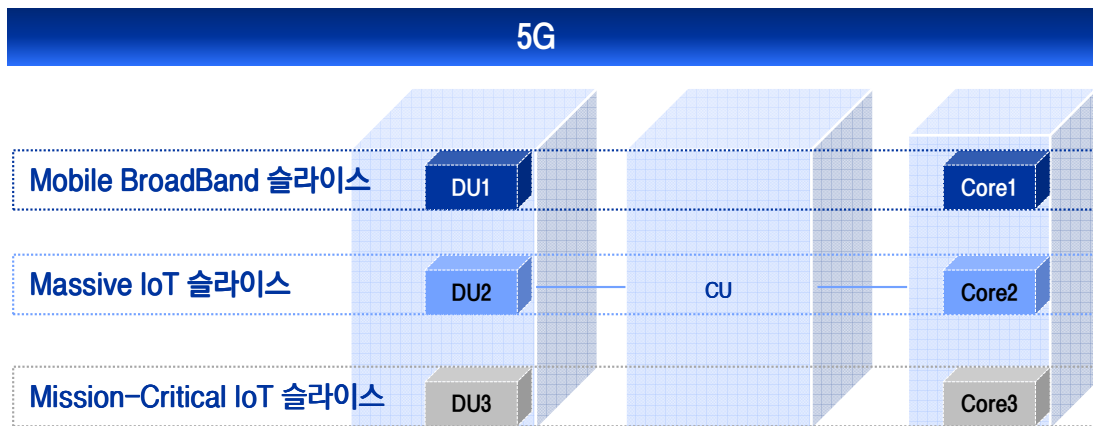 5G
Mobile BroadBand 슬라이스
DU1
Core1
Massive IoT 슬라이스
DU2
CU
Core2
Mission-Critical IoT 슬라이스
DU3
Core3